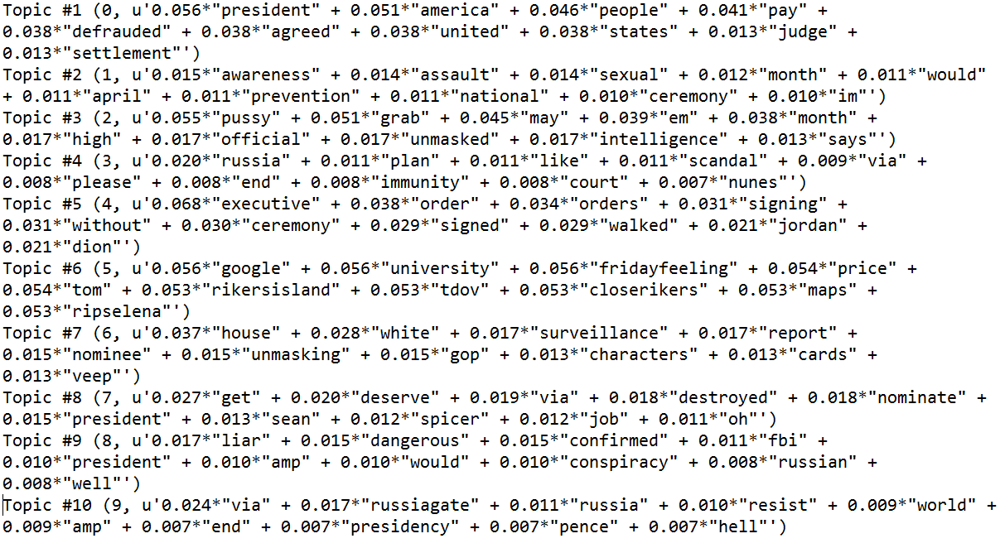 Topic #1 (0, u'0.056*"president" + 0.051*"america" + 0.046*"people" + 0.041*"pay" +
0.038*"defrauded" + 0.038*"agreed" + 0.038*"united" + 0.038*"states" + 0.013*"judge" +
0.013*"settlement"')
Topic #2 (1, u'0.015*"awareness" + 0.014*"assault" + 0.014*"sexual" + 0.012*"month" + 0.011*"would"
+ 0.011*"april" + 0.011*"prevention" + 0.011*"national" + 0.010*"ceremony" + 0.010*"im"')
Topic #3 (2, u'0.055*"pussy" + 0.051*"grab" + 0.045*"may" + 0.039*"em" + 0.038*"month" +
0.017*"high" + 0.017*"official" + 0.017*"unmasked" + 0.017*"intelligence" + 0.013*"says"')
Topic #4 (3, u'0.020*"russia" + 0.011*"plan" + 0.011*"like" + 0.011*"scandal" + 0.009*"via" +
0.008*"please" + 0.008*"end" + 0.008*"immunity" + 0.008*"court" + 0.007*"nunes"')
Topic #5 (4, u'0.068*"executive" + 0.038*"order" + 0.034*"orders" + 0.031*"signing" +
0.031*"without" + 0.030*"ceremony" + 0.029*"signed" + 0.029*"walked" + 0.021*"jordan" +
0.021*"dion"')
Topic #6 (5, u'0.056*"google" + 0.056*"university" + 0.056*"fridayfeeling" + 0.054*"price" +
0.054*"tom" + 0.053*"rikersisland" + 0.053*"tdov" + 0.053*"closerikers" + 0.053*"maps" +
0.053*"ripselena"')
Topic #7 (6, u'0.037*"house" + 0.028*"white" + 0.017*"surveillance" + 0.017*"report" +
0.015*"nominee" + 0.015*"unmasking" + 0.015*"gop" + 0.013*"characters" + 0.013*"cards" +
0.013*"veep"')
Topic #8 (7, u'0.027*"get" + 0.020*"deserve" + 0.019*"via" + 0.018*"destroyed" + 0.018*"nominate" +
0.015*"president" + 0.013*"sean" + 0.012*"spicer" + 0.012*"job" + 0.011*"oh"')
Topic #9 (8, u'0.017*"liar" + 0.015*"dangerous" + 0.015*"confirmed" + 0.011*"fbi" +
0.010*"president" + 0.010*"amp" + 0.010*"would" + 0.010*"conspiracy" + 0.008*"russian" +
0.008*"well"')
Topic #10 (9, u'0.024*"via" + 0.017*"russiagate" + 0.011*"russia" + 0.010*"resist" + 0.009*"world" +
0.009*"amp" + 0.007*"end" + 0.007*"presidency" + 0.007*"pence" + 0.007*"hell"')